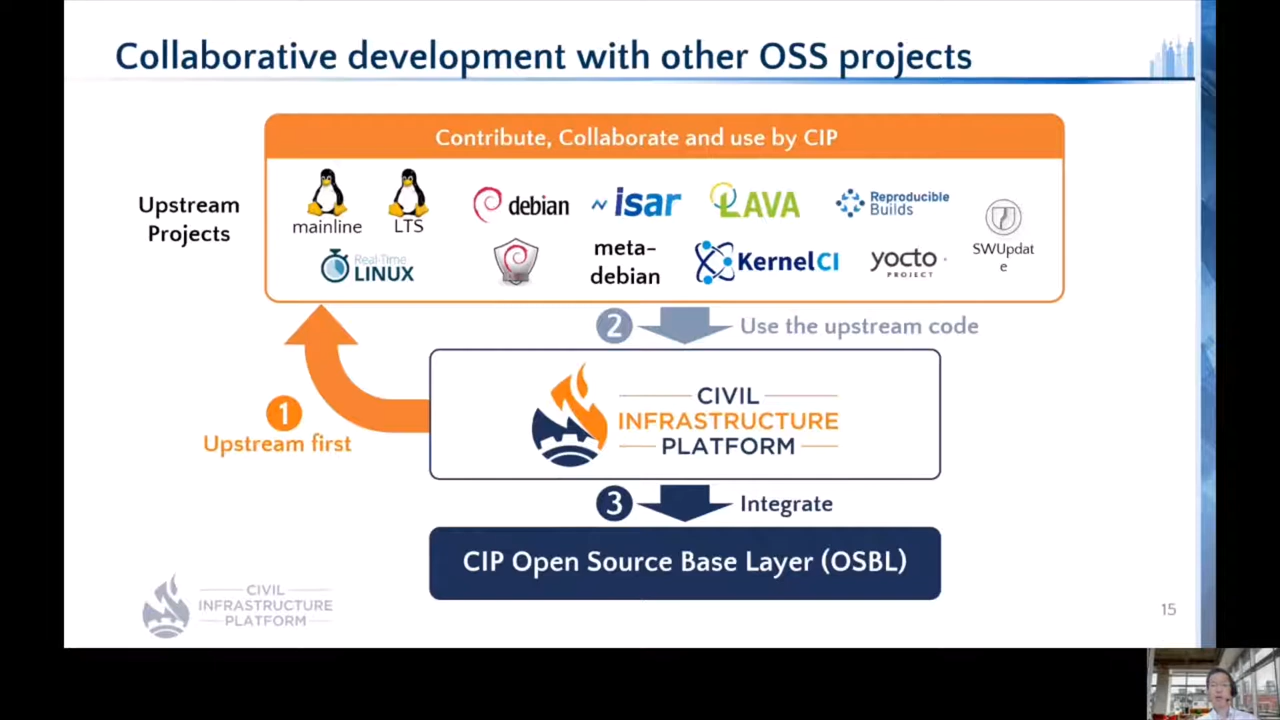 Collaborative development with other OSS projects
Contribute, Collaborate and use by CIP
Upstream
Projects
mainline
LTS
debian
isar
LAVA
Reproducible
Builds
SWUpdat
e
Real-Time
LINUX
meta-
debian
KernelCI
yocto
PROJECT
2
Use the upstream code
1
Upstream first
CIVIL
INFRASTRUCTURE
PLATFORM
3
Integrate
CIP Open Source Base Layer (OSBL)
CIVIL
INFRASTRUCTURE
PLATFORM
15